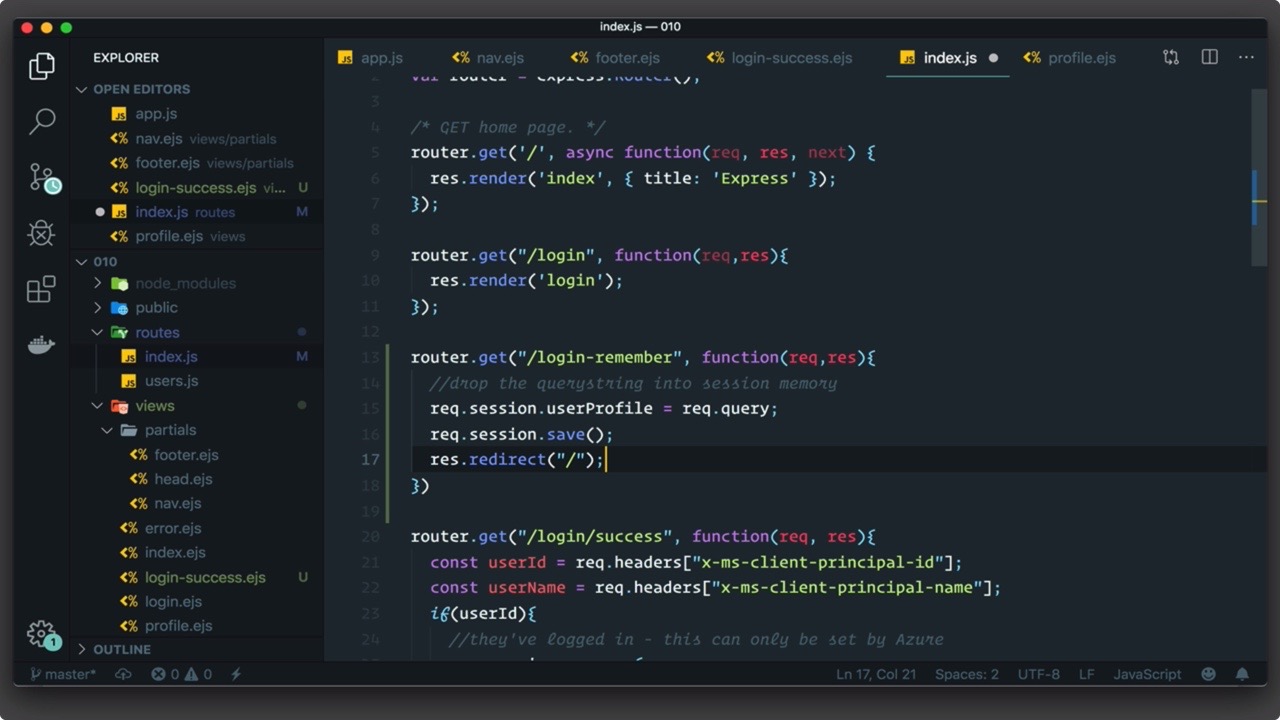 index.js — 010
EXPLORER
OPEN EDITORS
app.js
nav.ejs views/partials
footer.ejs views/partials
login-success.ejs vi... U
index.js routes M
profile.ejs views
010
node_modules
public
routes
index.js M
users.js
views
partials
footer.ejs
head.ejs
nav.ejs
error.ejs
index.ejs
login-success.ejs U
login.ejs
profile.ejs
OUTLINE
app.js nav.ejs footer.ejs login-success.ejs index.js profile.ejs
2 var router = express.Router();
3
4 /* GET home page. */
5 router.get('/', async function(req, res, next) {
6 res.render('index', { title: 'Express' });
7 });
8
9 router.get("/login", function(req,res){
10 res.render('login');
11 });
12
13 router.get("/login-remember", function(req,res){
14 //drop the querystring into session memory
15 req.session.userProfile = req.query;
16 req.session.save();
17 res.redirect("/");
18 })
19
20 router.get("/login/success", function(req, res){
21 const userId = req.headers["x-ms-client-principal-id"];
22 const userName = req.headers["x-ms-client-principal-name"];
23 if(userId){
24 //they've logged in - this can only be set by Azure
1
master* 0 0 Ln 17, Col 21 Spaces: 2 UTF-8 LF JavaScript